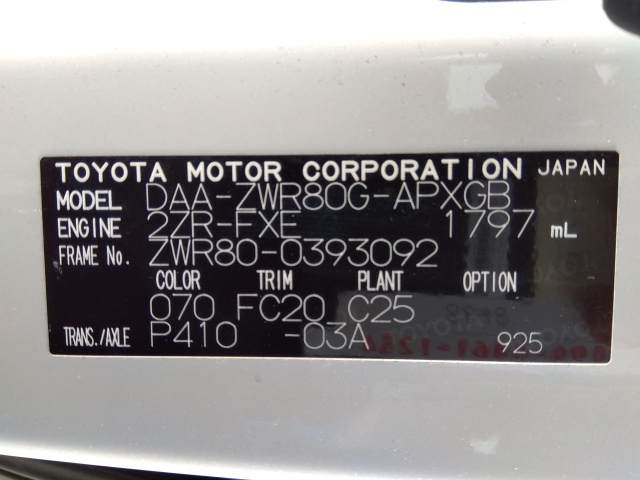 TOYOTA MOTOR CORPORATION JAPAN
MODEL DAA-ZWR80G-APXGB
ENGINE 2ZR-FXE 1797 mL
FRAME No. ZWR80-0393092
COLOR TRIM PLANT OPTION
070 FC20 C25
TRANS./AXLE P410 -03A 925